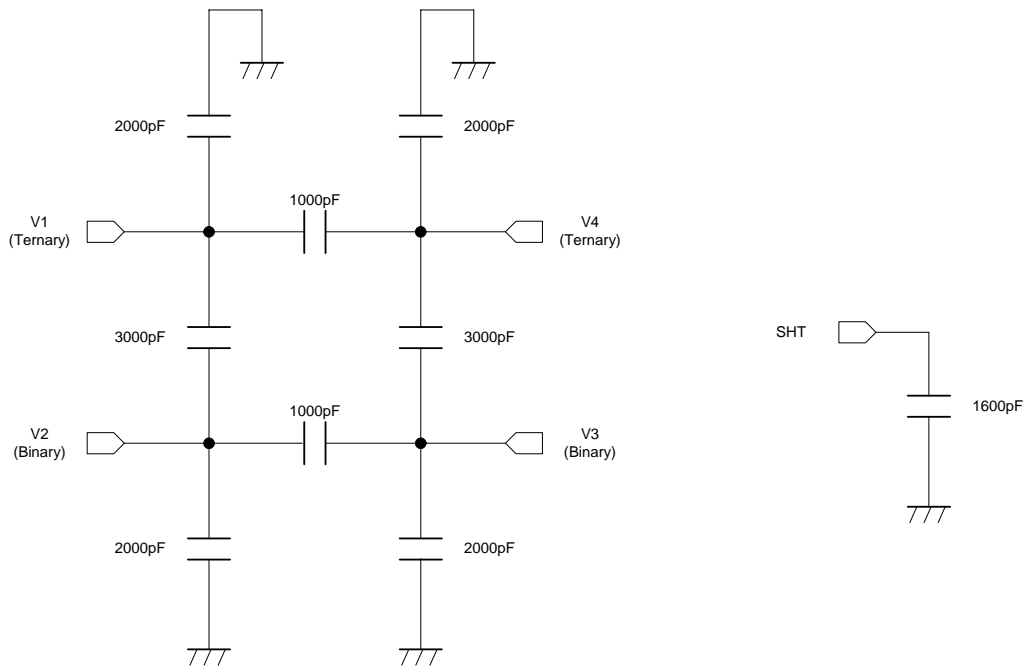 2000pF
2000pF
1000pF
V1
(Ternary)
V4
(Ternary)
3000pF
3000pF
SHT
1600pF
1000pF
V2
(Binary)
V3
(Binary)
2000pF
2000pF